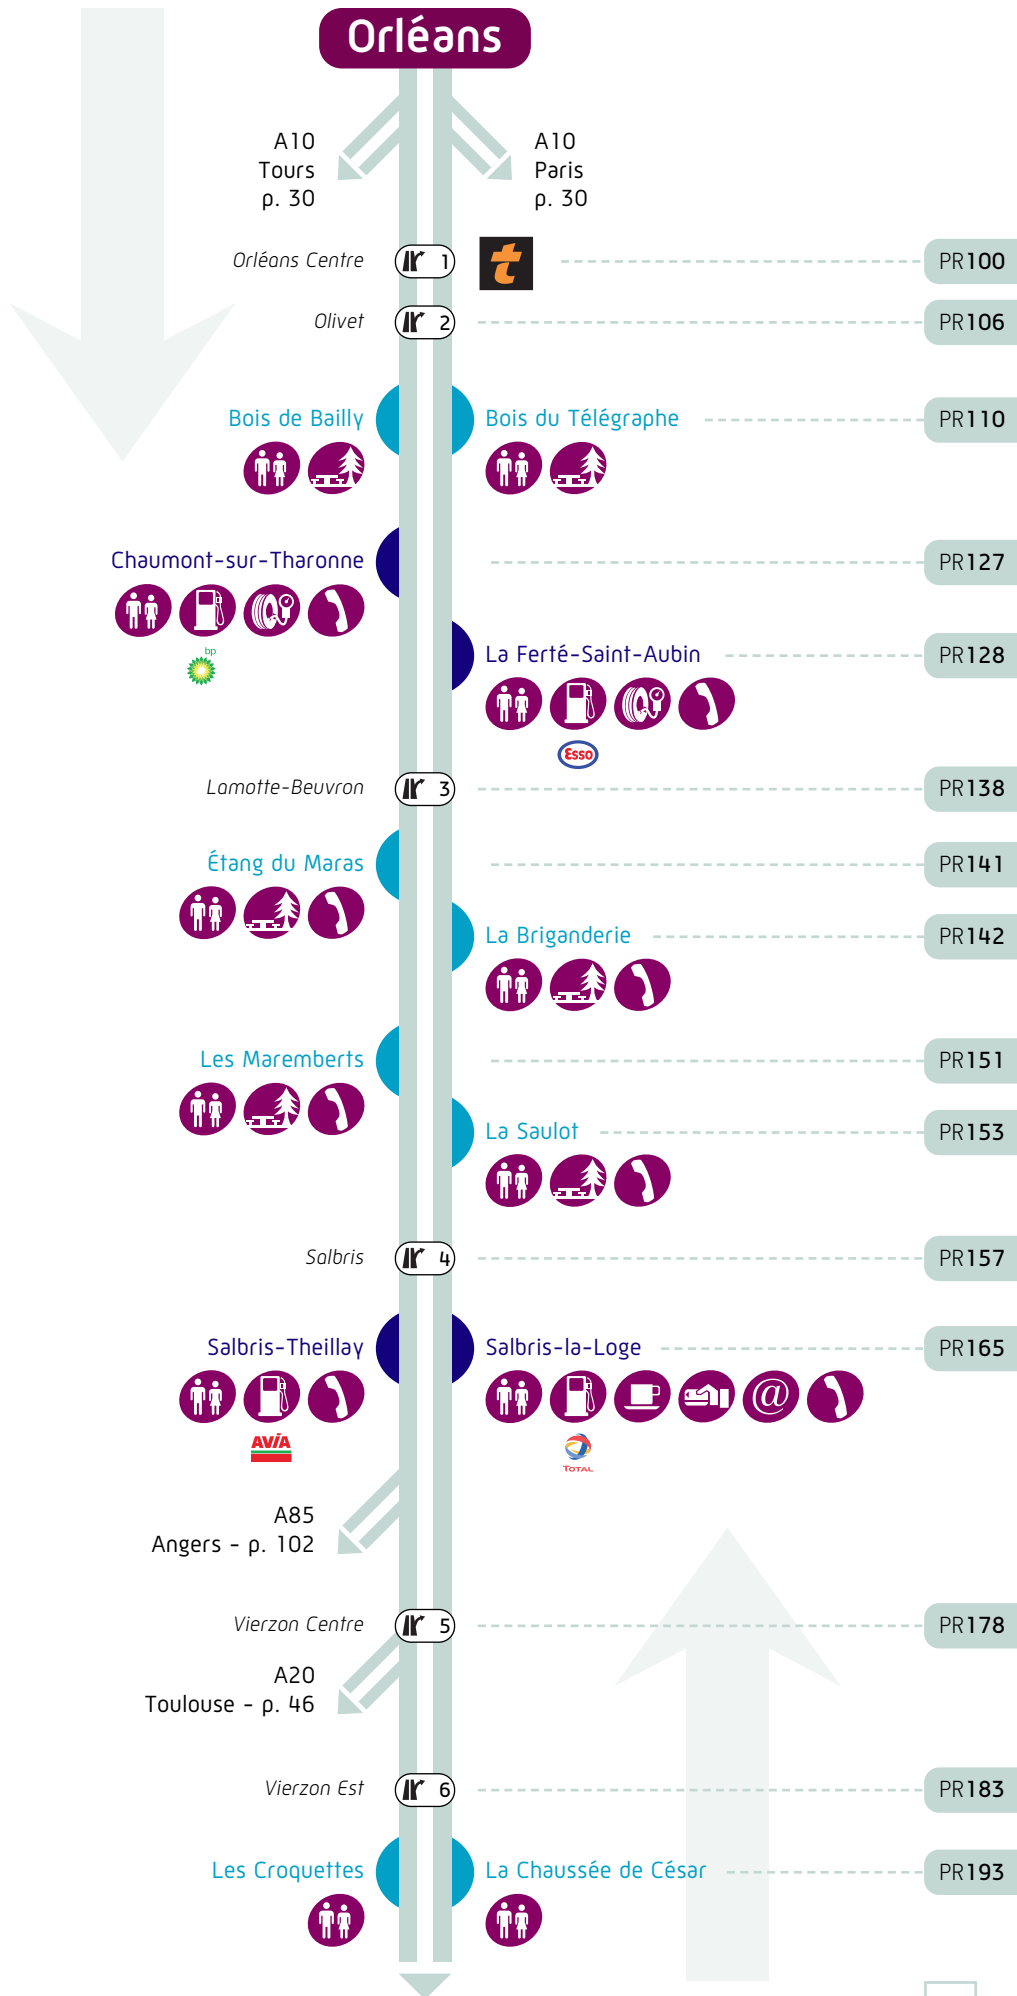 Orléans
A10
Tours
p. 30
A10
Paris
p. 30
Orléans Centre 1 t PR100
Olivet 2 PR106
Bois de Bailly Bois du Télégraphe PR110
Chaumont-sur-Tharonne PR127
bp
La Ferté-Saint-Aubin PR128
Esso
Lamotte-Beuvron 3 PR138
Étang du Maras PR141
La Briganderie PR142
Les Maremberts PR151
La Saulot PR153
Salbris 4 PR157
Salbris-Theillay Salbris-la-Loge PR165
@
AVIA TOTAL
A85
Angers - p. 102
Vierzon Centre 5 PR178
A20
Toulouse - p. 46
Vierzon Est 6 PR183
Les Croquettes La Chaussée de César PR193